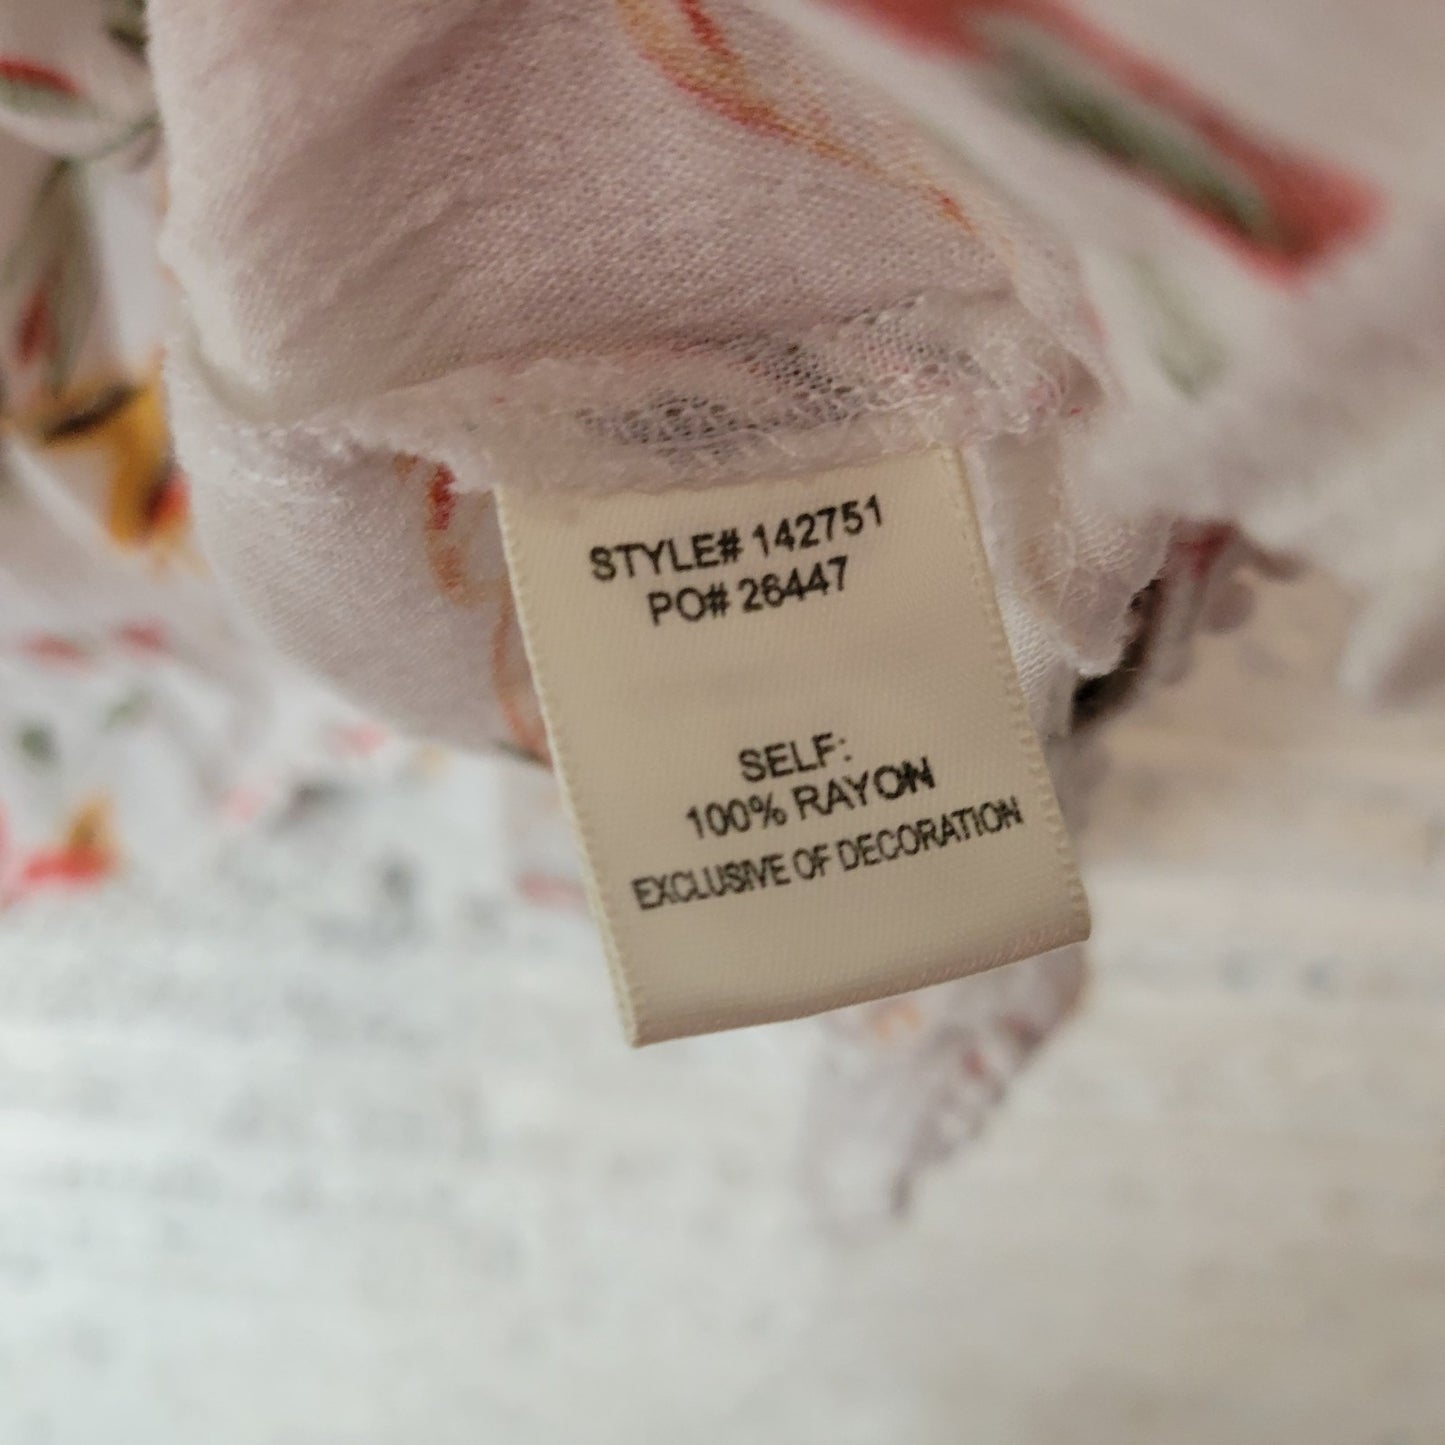 STYLE# 142751
PO# 26447
SELF:
100% RAYON
EXCLUSIVE OF DECORATION